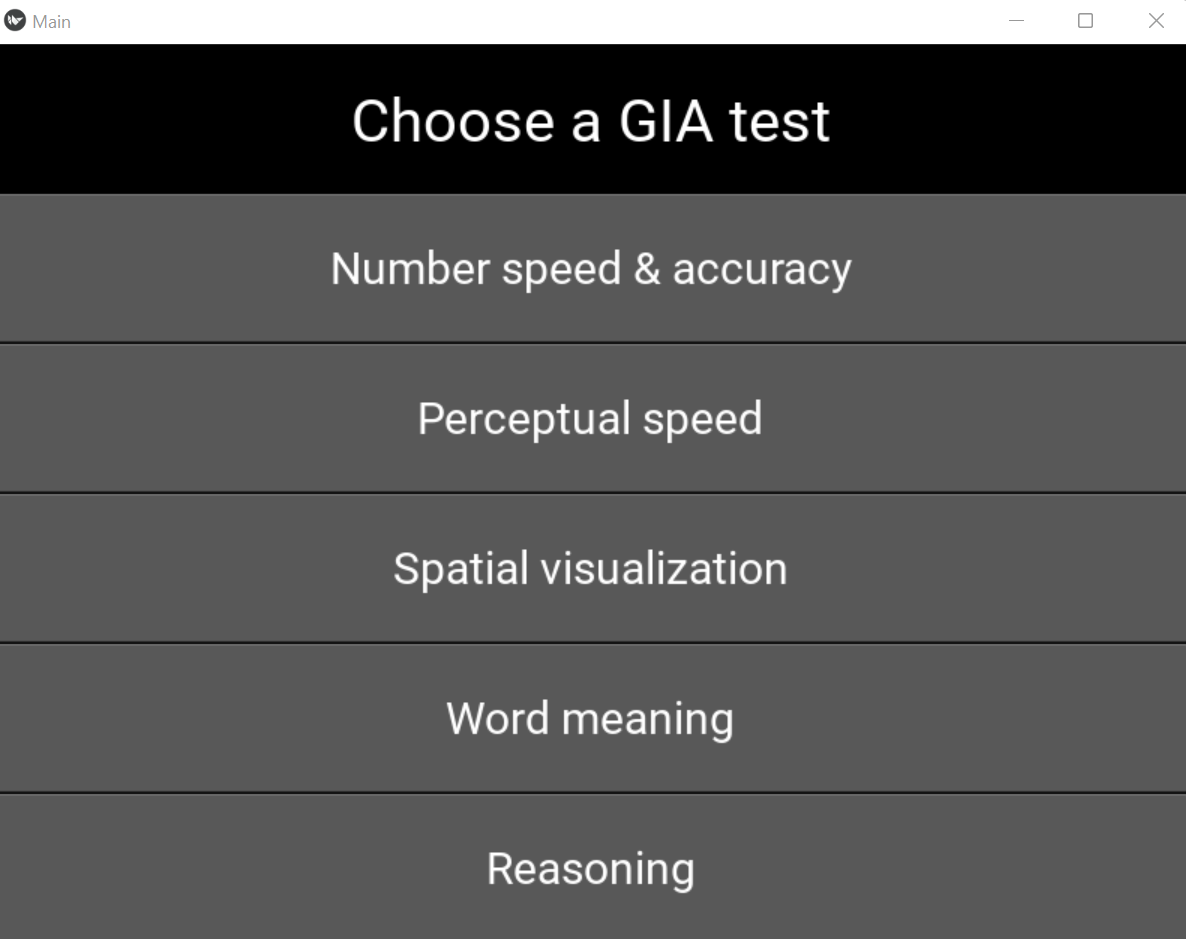 Main
Choose a GIA test
Number speed & accuracy
Perceptual speed
Spatial visualization
Word meaning
Reasoning